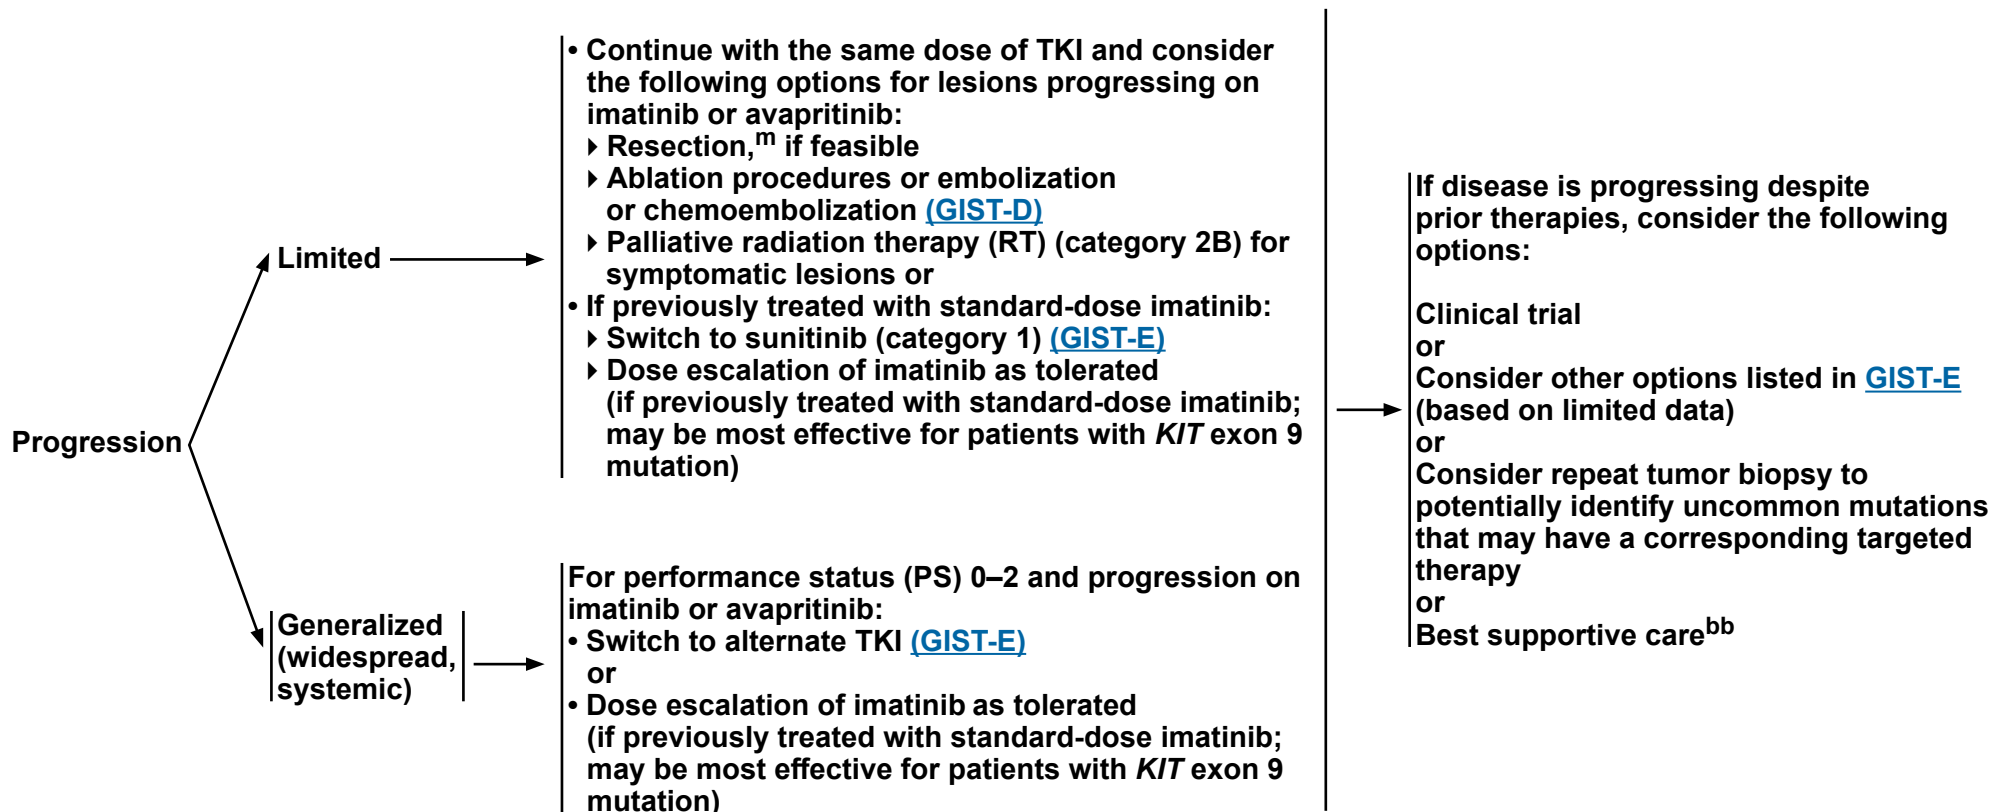 Progression
Limited
• Continue with the same dose of TKI and consider
the following options for lesions progressing on
imatinib or avapritinib:
▸ Resection,m if feasible
▸ Ablation procedures or embolization
or chemoembolization (GIST-D)
▸ Palliative radiation therapy (RT) (category 2B) for
symptomatic lesions or
• If previously treated with standard-dose imatinib:
▸ Switch to sunitinib (category 1) (GIST-E)
▸ Dose escalation of imatinib as tolerated
(if previously treated with standard-dose imatinib;
may be most effective for patients with KIT exon 9
mutation)
Generalized
(widespread,
systemic)
For performance status (PS) 0–2 and progression on
imatinib or avapritinib:
• Switch to alternate TKI (GIST-E)
or
• Dose escalation of imatinib as tolerated
(if previously treated with standard-dose imatinib;
may be most effective for patients with KIT exon 9
mutation)
If disease is progressing despite
prior therapies, consider the following
options:
Clinical trial
or
Consider other options listed in GIST-E
(based on limited data)
or
Consider repeat tumor biopsy to
potentially identify uncommon mutations
that may have a corresponding targeted
therapy
or
Best supportive carebb